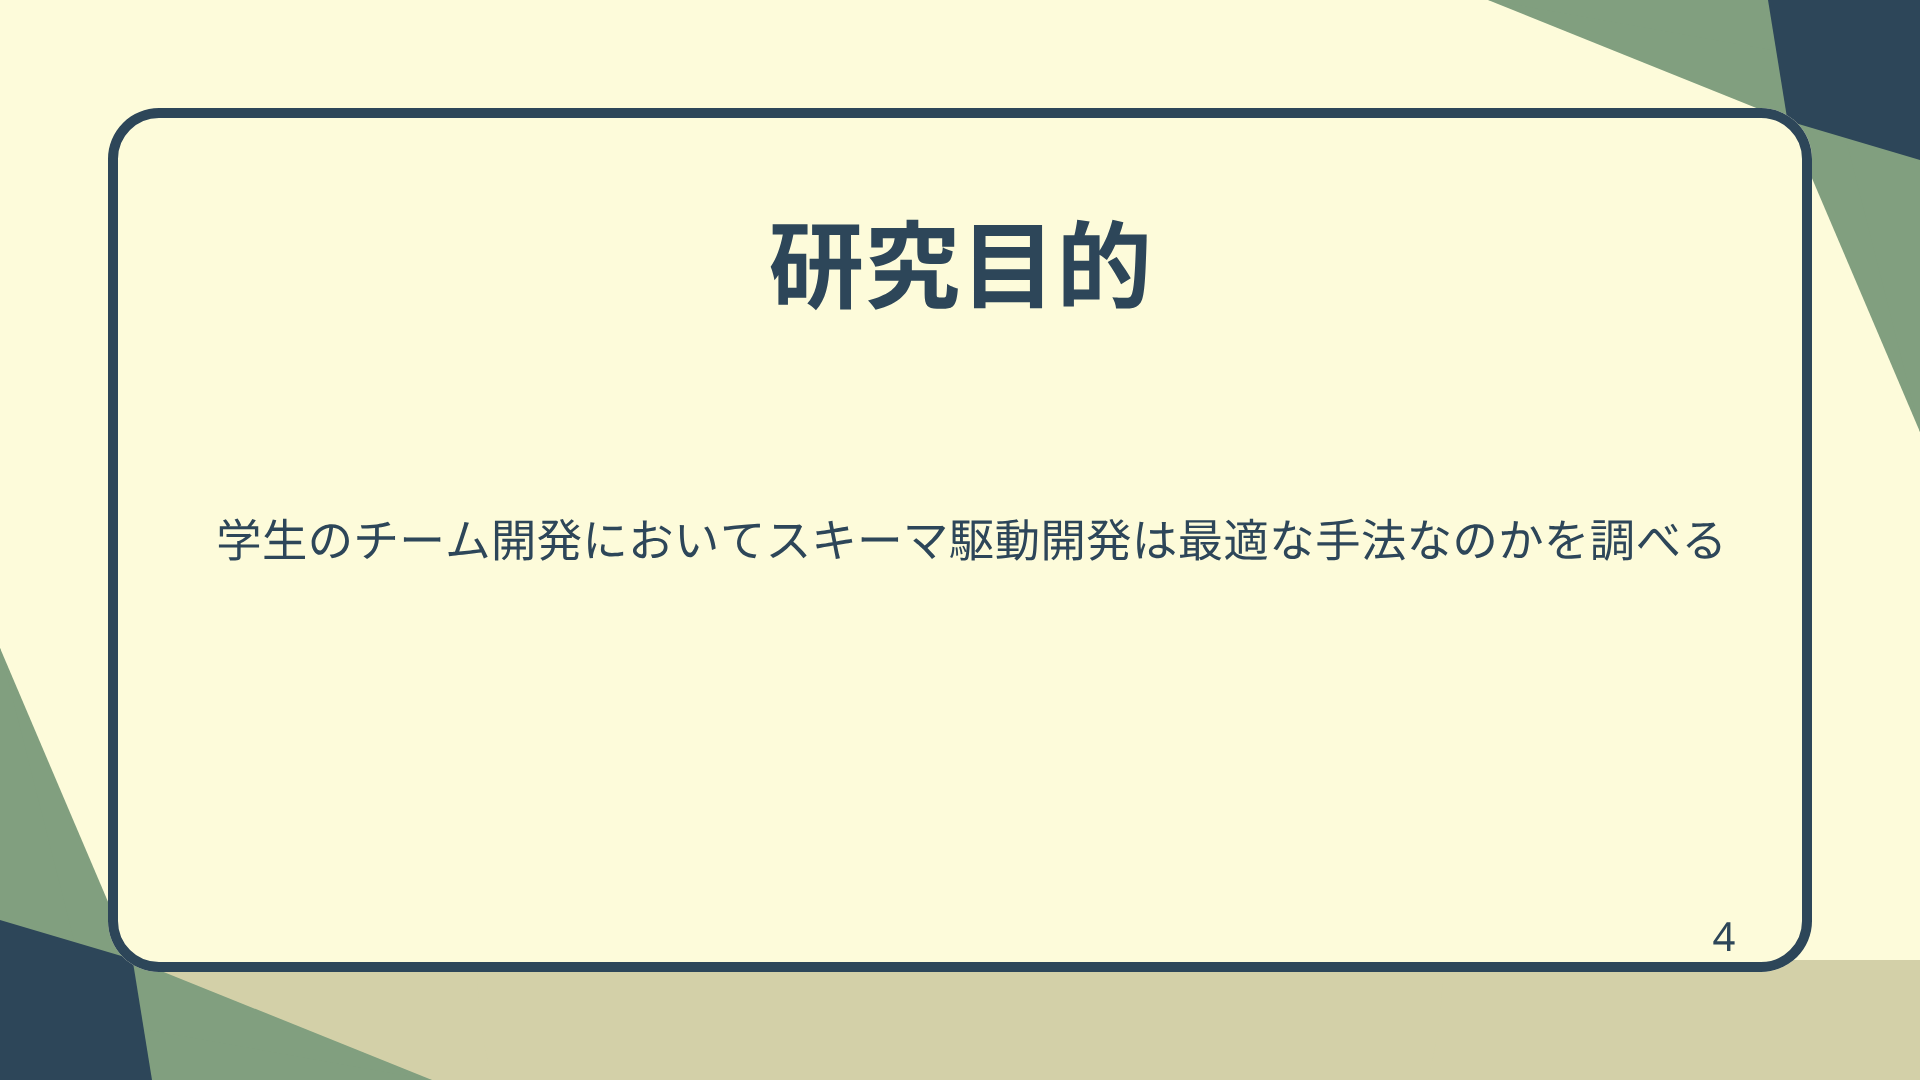 研究目的
学生のチーム開発においてスキーマ駆動開発は最適な手法なのかを調べる
4